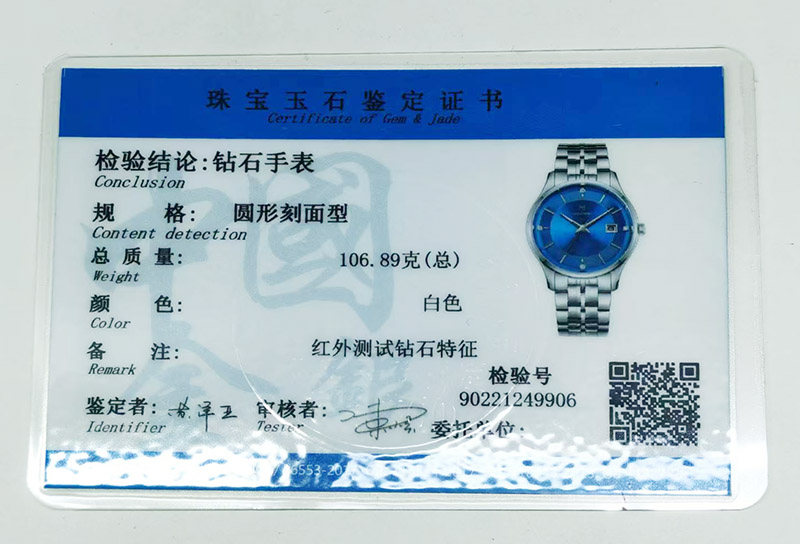 珠宝玉石鉴定证书
Certificate of Gem & Jade
检验结论:钻石手表
Conclusion
规 格: 圆形刻面型
Content detection
总 质 量: 106.89克(总)
Weight
颜 色: 白色
Color
备 注: 红外测试钻石特征
Remark
检验号
90221249906
鉴定者: 审核者: 委托单位:
Identifier Tester
中國